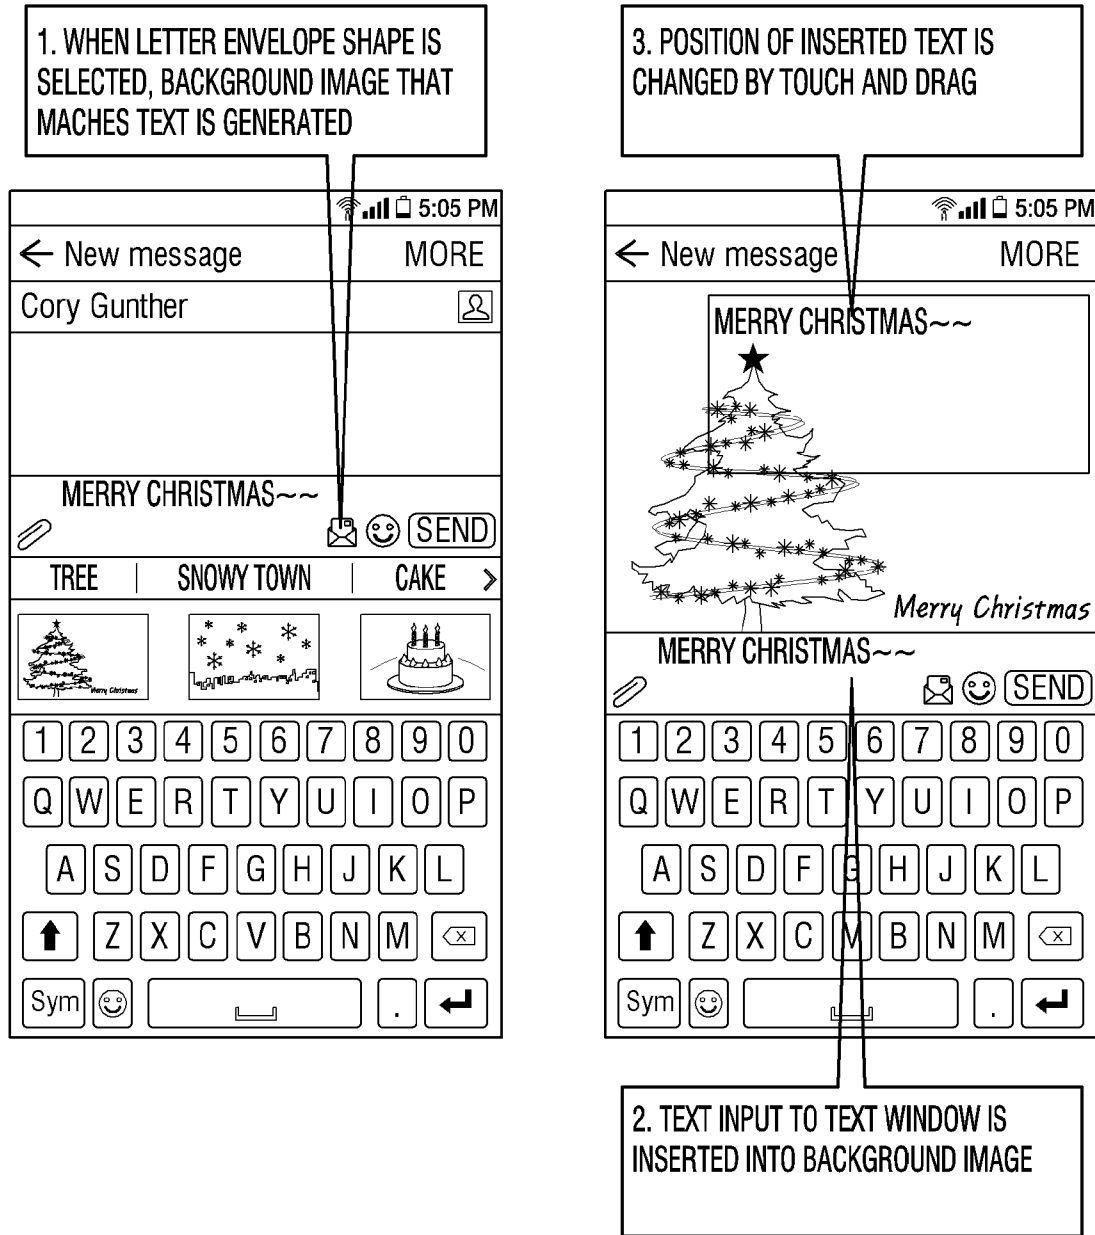 1. WHEN LETTER ENVELOPE SHAPE IS
SELECTED, BACKGROUND IMAGE THAT
MACHES TEXT IS GENERATED
5:05 PM
← New message MORE
Cory Gunther
MERRY CHRISTMAS~~
SEND
TREE | SNOWY TOWN | CAKE >
Merry Christmas
1 2 3 4 5 6 7 8 9 0
Q W E R T Y U I O P
A S D F G H J K L
Z X C V B N M
Sym .
3. POSITION OF INSERTED TEXT IS
CHANGED BY TOUCH AND DRAG
5:05 PM
← New message MORE
MERRY CHRISTMAS~~
Merry Christmas
MERRY CHRISTMAS~~
SEND
1 2 3 4 5 6 7 8 9 0
Q W E R T Y U I O P
A S D F G H J K L
Z X C V B N M
Sym .
2. TEXT INPUT TO TEXT WINDOW IS
INSERTED INTO BACKGROUND IMAGE